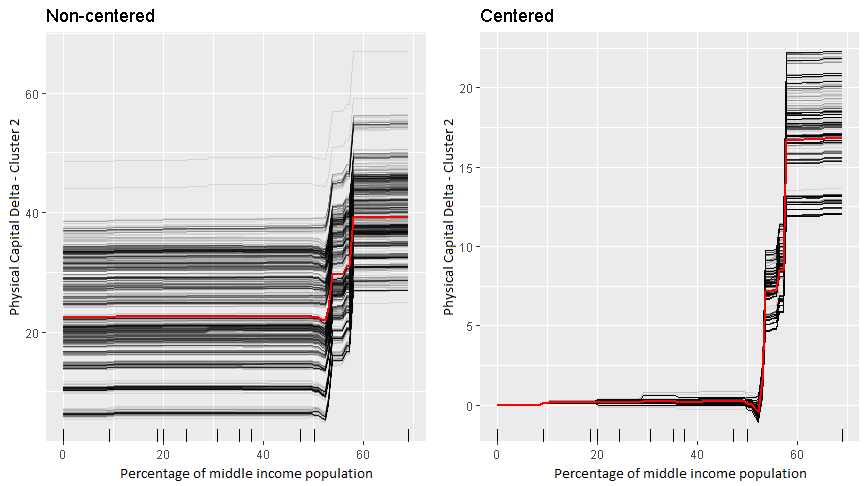 Non-centered
Physical Capital Delta - Cluster 2
60
40
20
0
20
40
60
Percentage of middle income population
Centered
Physical Capital Delta - Cluster 2
20
15
10
5
0
0
20
40
60
Percentage of middle income population